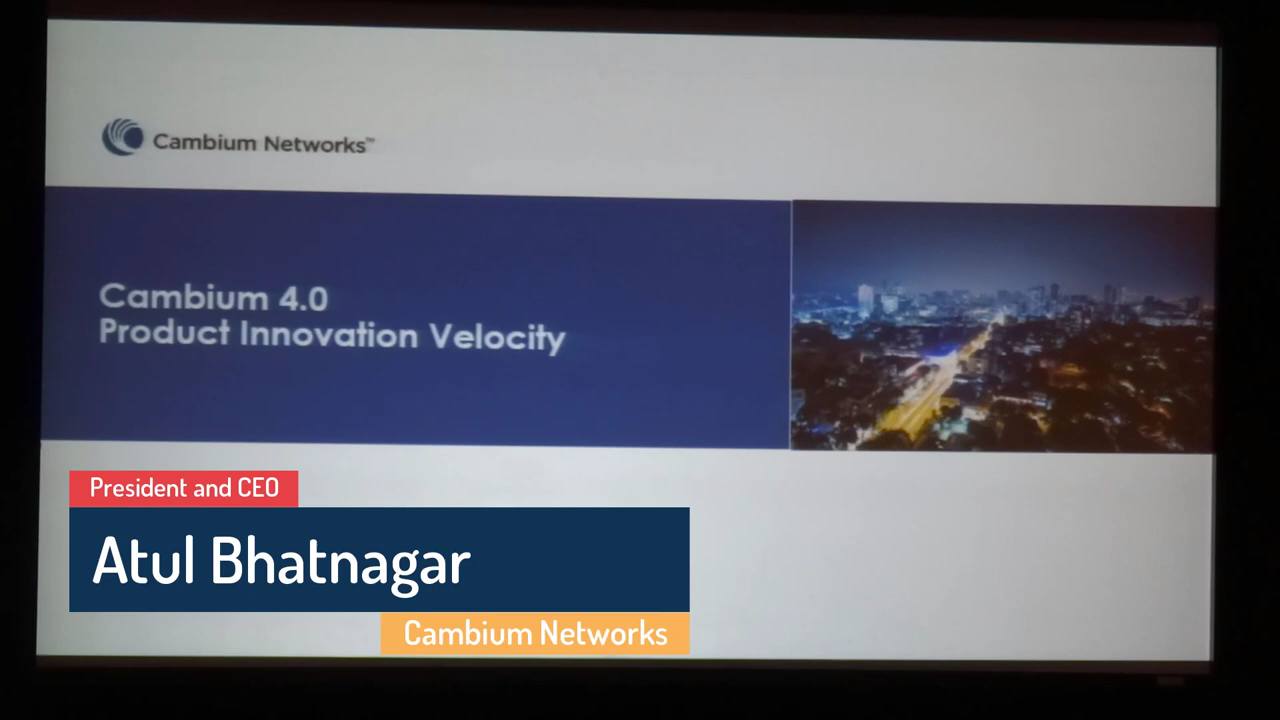 Cambium Networks™
Cambium 4.0
Product Innovation Velocity
President and CEO
Atul Bhatnagar
Cambium Networks